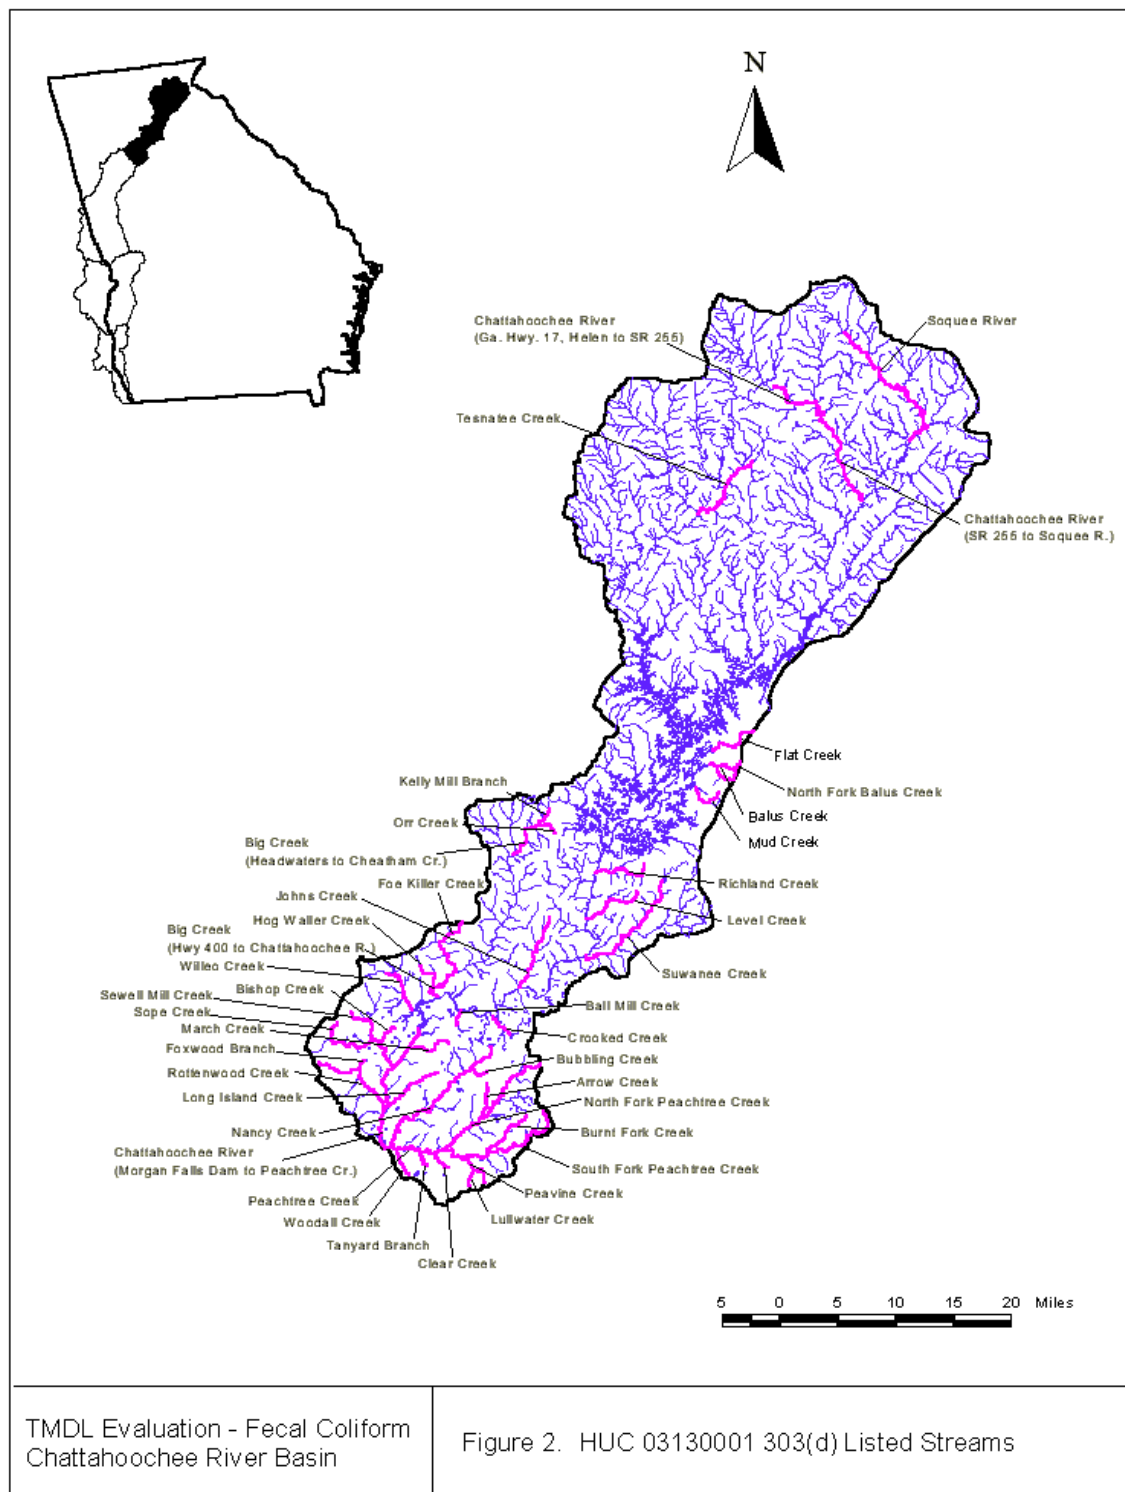 N
Chattahoochee River
(Ga. Hwy. 17, Helen to SR 255)
Soquee River
Tesnatee Creek
Chattahoochee River
(SR 255 to Soquee R.)
Flat Creek
North Fork Balus Creek
Balus Creek
Mud Creek
Kelly Mill Branch
Orr Creek
Big Creek
(Headwaters to Cheatham Cr.)
Foe Killer Creek
Johns Creek
Hog Waller Creek
Big Creek
(Hwy 400 to Chattahoochee R.)
Willeo Creek
Bishop Creek
Sewell Mill Creek
Sope Creek
March Creek
Foxwood Branch
Rottenwood Creek
Long Island Creek
Nancy Creek
Chattahoochee River
(Morgan Falls Dam to Peachtree Cr.)
Peachtree Creek
Woodall Creek
Tanyard Branch
Clear Creek
Richland Creek
Level Creek
Suwanee Creek
Ball Mill Creek
Crooked Creek
Bubbling Creek
Arrow Creek
North Fork Peachtree Creek
Burnt Fork Creek
South Fork Peachtree Creek
Peavine Creek
Lullwater Creek
5 0 5 10 15 20 Miles
TMDL Evaluation - Fecal Coliform
Chattahoochee River Basin
Figure 2. HUC 03130001 303(d) Listed Streams